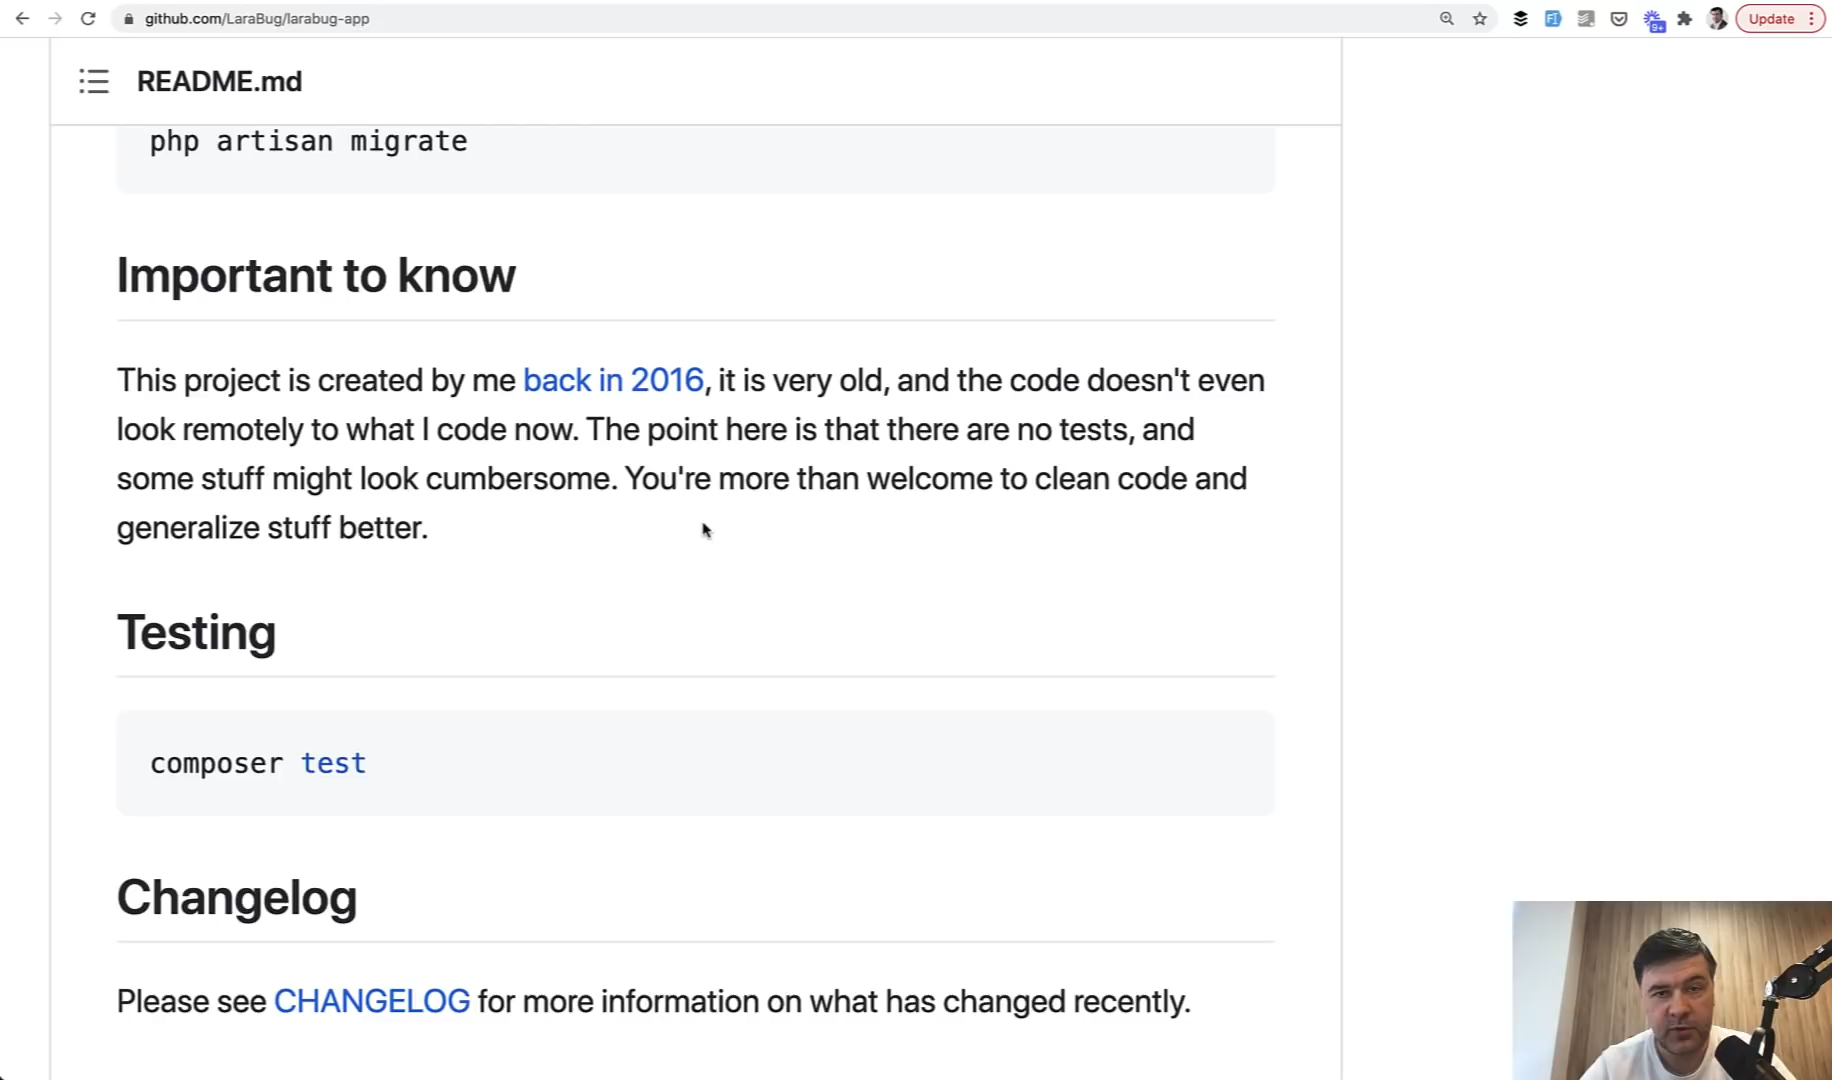 github.com/LaraBug/larabug-app
Update
README.md
php artisan migrate
Important to know
This project is created by me back in 2016, it is very old, and the code doesn't even
look remotely to what I code now. The point here is that there are no tests, and
some stuff might look cumbersome. You're more than welcome to clean code and
generalize stuff better.
Testing
composer test
Changelog
Please see CHANGELOG for more information on what has changed recently.